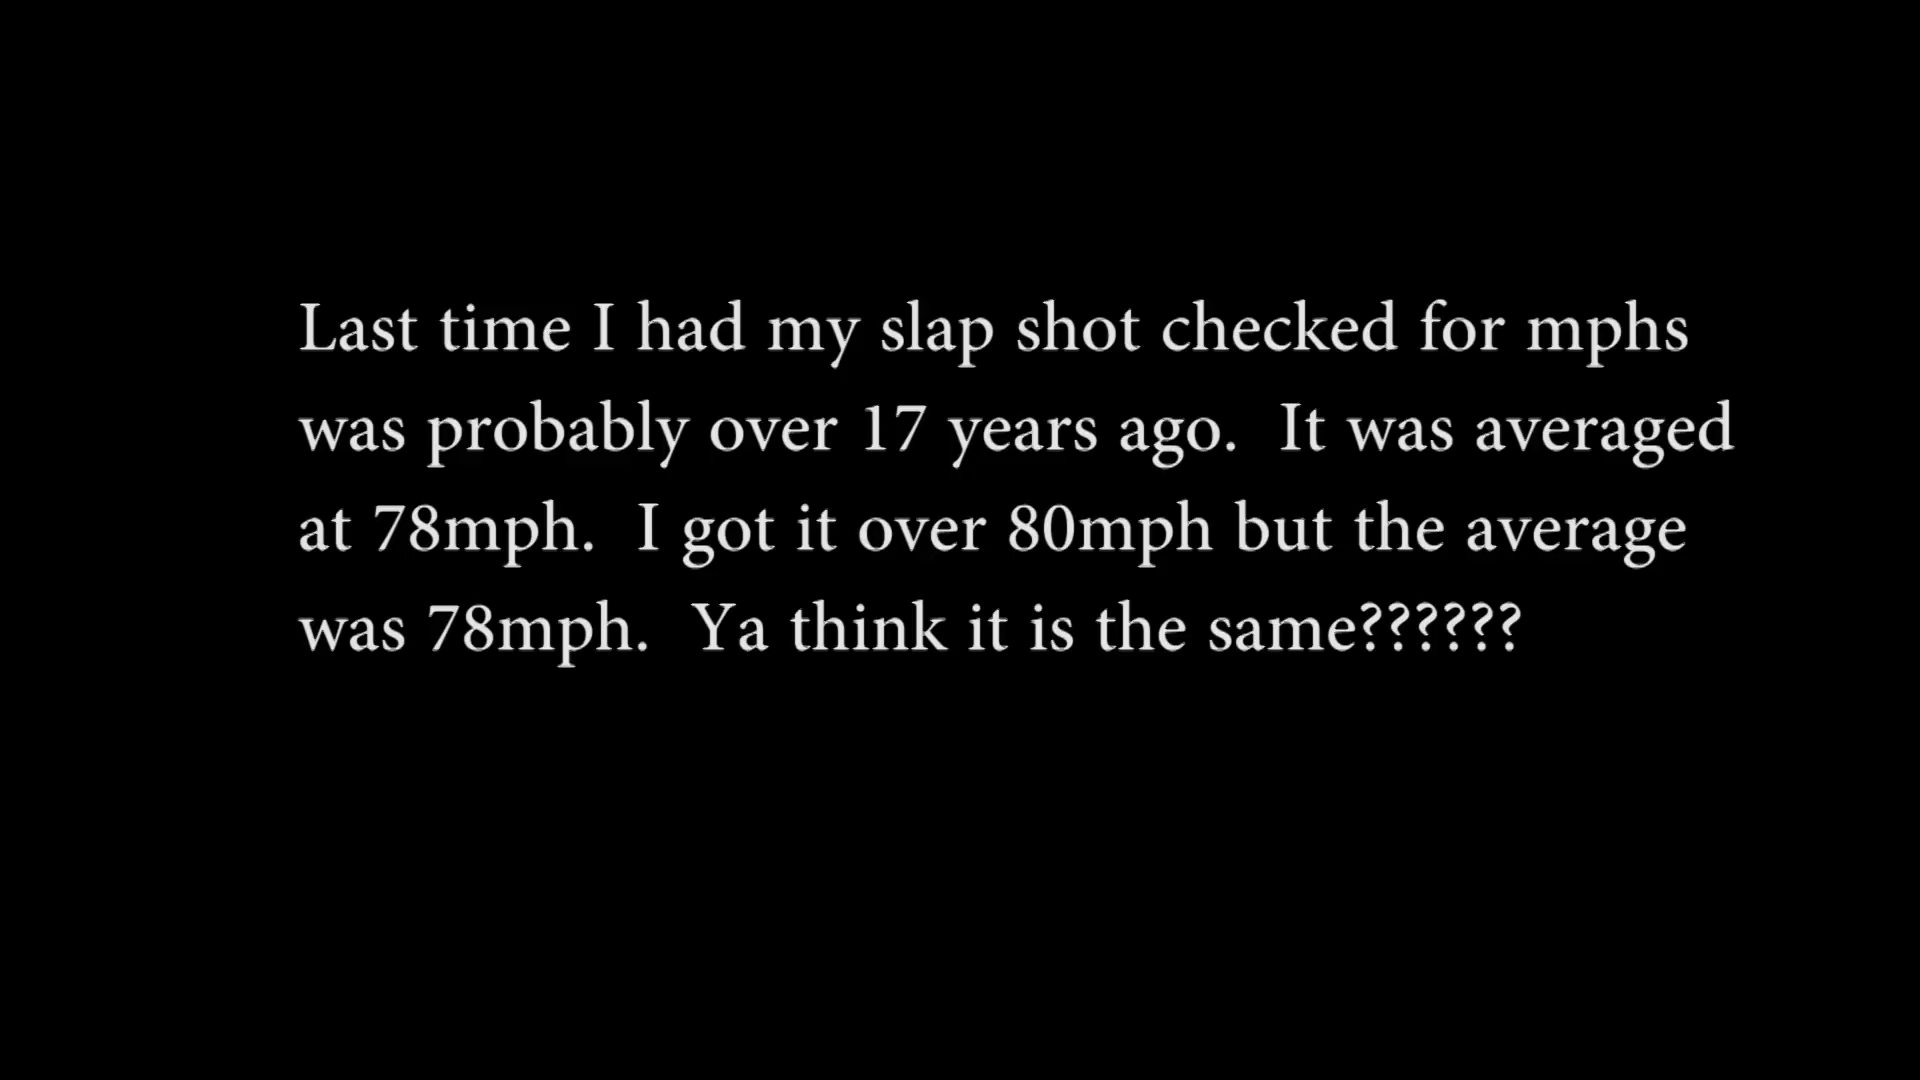 Last time I had my slap shot checked for mphs
was probably over 17 years ago.  It was averaged
at 78mph.  I got it over 80mph but the average
was 78mph.  Ya think it is the same??????